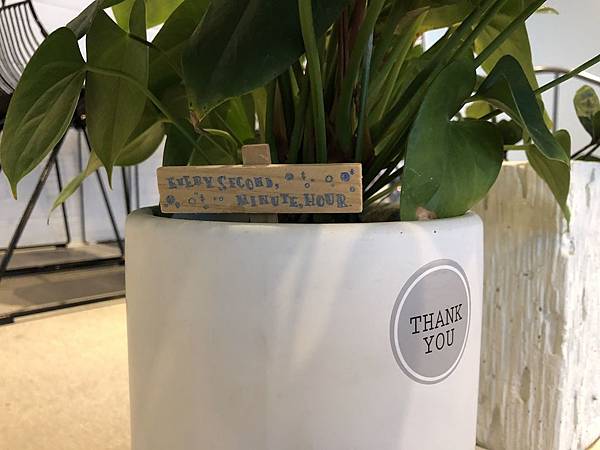 EVERY SECOND,
MINUTE, HOUR.
THANK
YOU